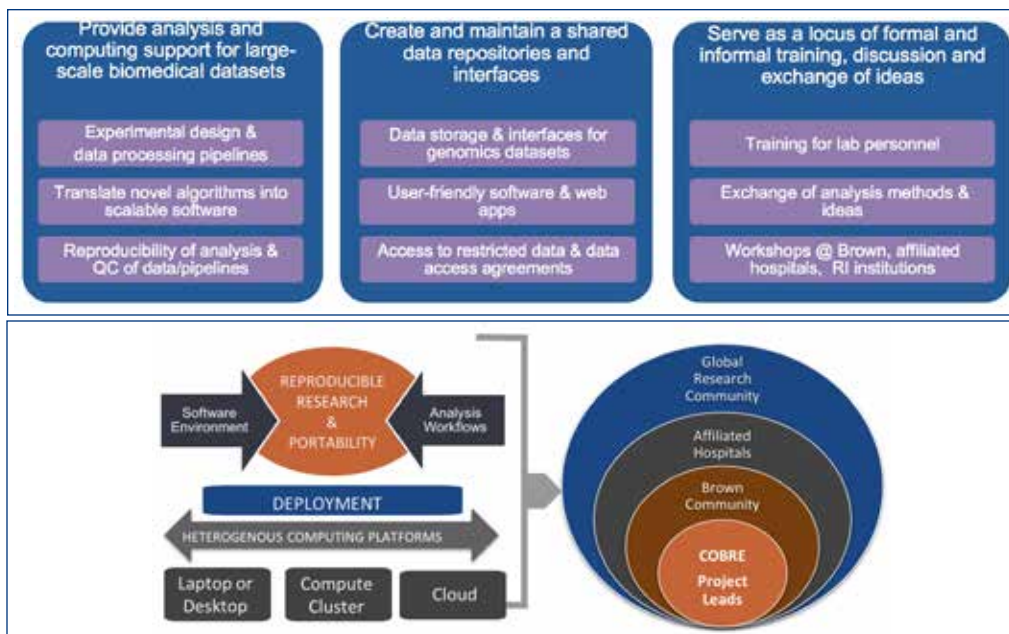 Provide analysis and
computing support for large-
scale biomedical datasets
Experimental design &
data processing pipelines
Translate novel algorithms into
scalable software
Reproducibility of analysis &
QC of data/pipelines
Create and maintain a shared
data repositories and
interfaces
Data storage & interfaces for
genomics datasets
User-friendly software & web
apps
Access to restricted data & data
access agreements
Serve as a locus of formal and
informal training, discussion and
exchange of ideas
Training for lab personnel
Exchange of analysis methods &
ideas
Workshops @ Brown, affiliated
hospitals, RI institutions
Software
Environment
REPRODUCIBLE
RESEARCH
&
PORTABILITY
Analysis
Workflows
DEPLOYMENT
HETEROGENOUS COMPUTING PLATFORMS
Laptop or
Desktop
Compute
Cluster
Cloud
Global
Research
Community
Affiliated
Hospitals
Brown
Community
COBRE
Project
Leads